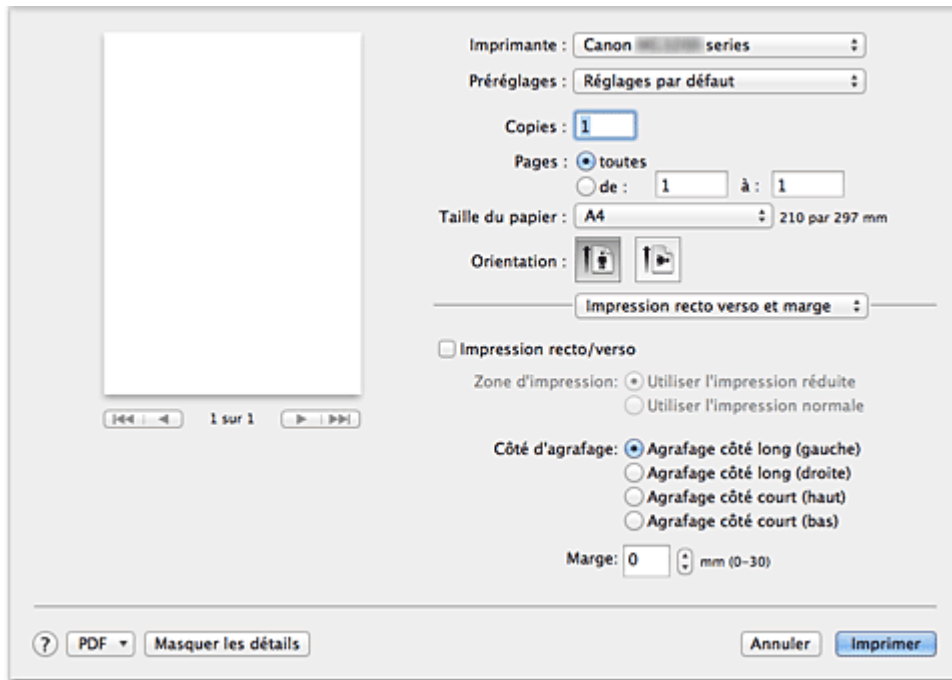 Imprimante : Canon series
Préréglages : Réglages par défaut
Copies : 1
Pages : toutes
de : 1 à : 1
Taille du papier : A4 210 par 297 mm
Orientation :
Impression recto verso et marge
Impression recto/verso
Zone d'impression: Utiliser l'impression réduite
Utiliser l'impression normale
1 sur 1
Côté d'agrafage: Agrafage côté long (gauche)
Agrafage côté long (droite)
Agrafage côté court (haut)
Agrafage côté court (bas)
Marge: 0 mm (0-30)
? PDF Masquer les détails Annuler Imprimer